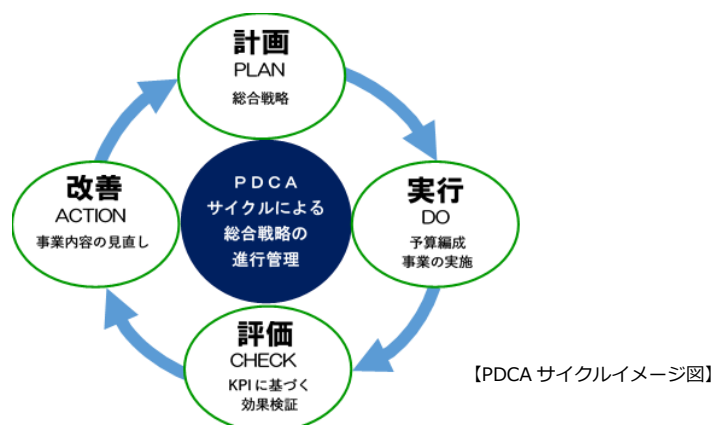 計画
PLAN
総合戦略
実行
DO
予算編成
事業の実施
評価
CHECK
KPIに基づく
効果検証
改善
ACTION
事業内容の見直し
PDCA
サイクルによる
総合戦略の
進行管理
【PDCA サイクルイメージ図】